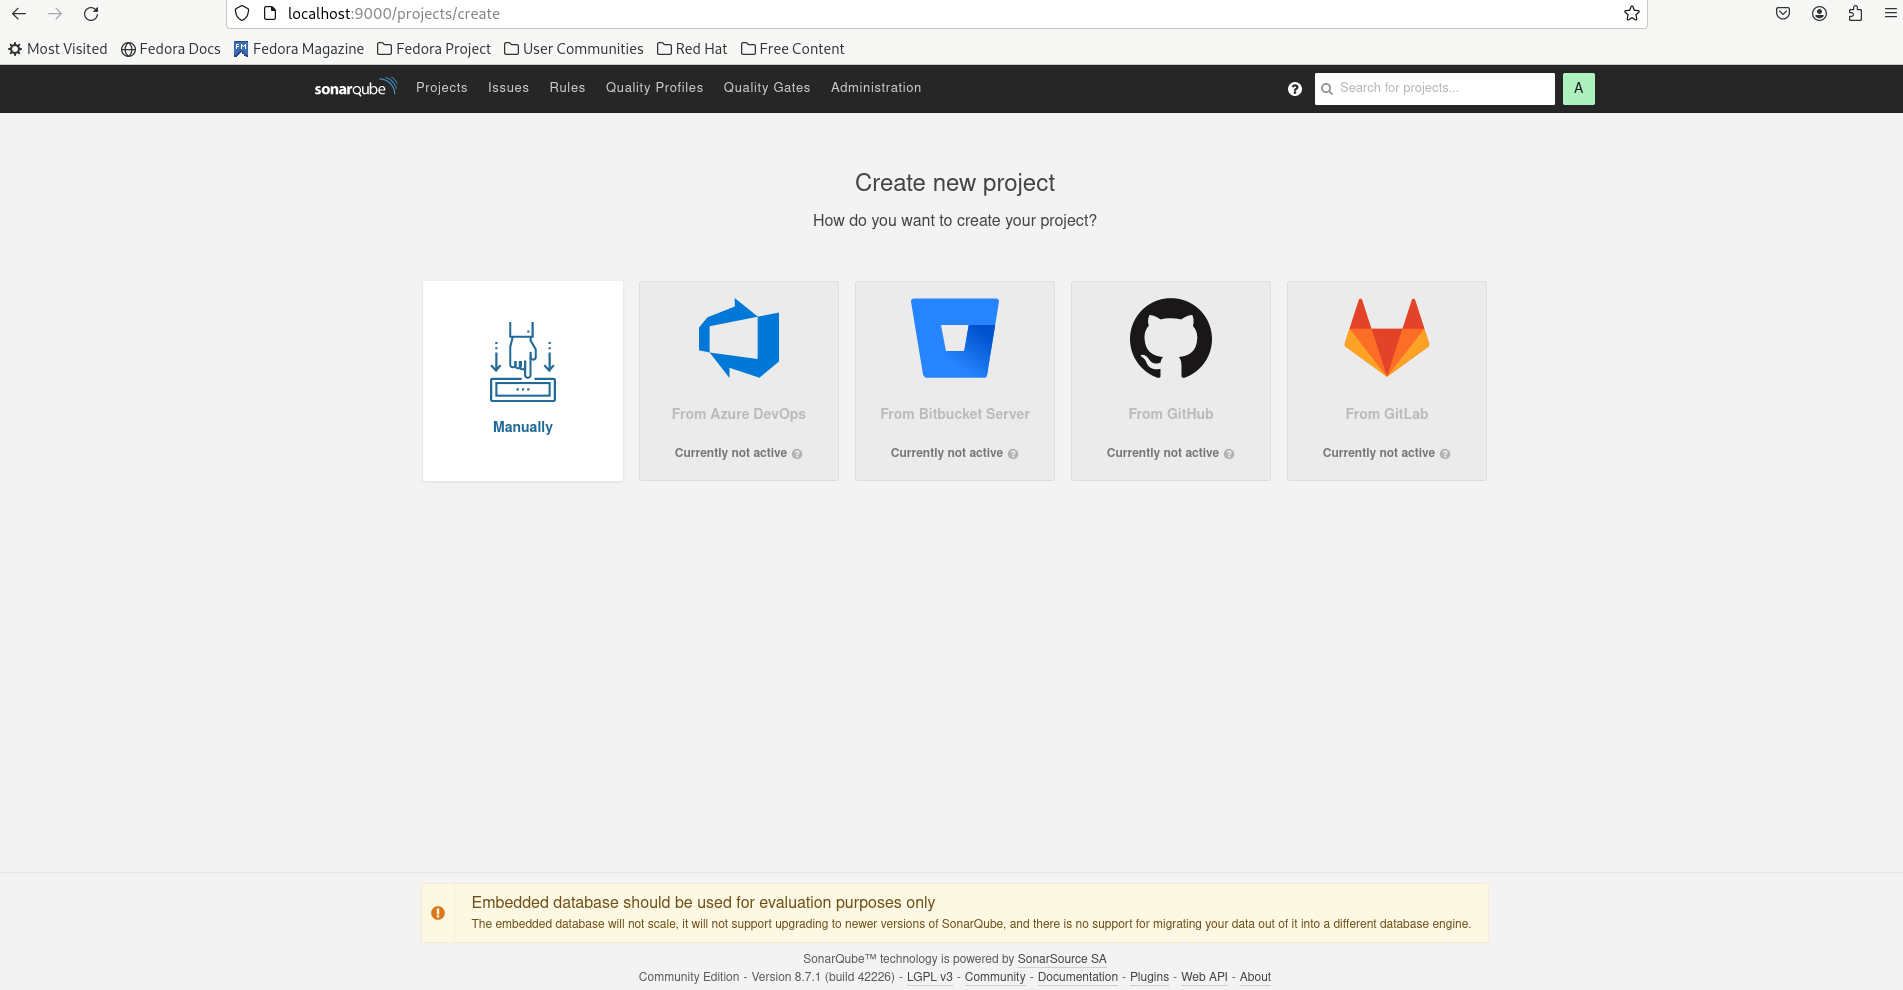 localhost:9000/projects/create
Most Visited Fedora Docs FM Fedora Magazine Fedora Project User Communities Red Hat Free Content
sonarqube Projects Issues Rules Quality Profiles Quality Gates Administration ? Search for projects... A
Create new project
How do you want to create your project?
Manually
From Azure DevOps
Currently not active ?
From Bitbucket Server
Currently not active ?
From GitHub
Currently not active ?
From GitLab
Currently not active ?
Embedded database should be used for evaluation purposes only
The embedded database will not scale, it will not support upgrading to newer versions of SonarQube, and there is no support for migrating your data out of it into a different database engine.
SonarQube™ technology is powered by SonarSource SA
Community Edition - Version 8.7.1 (build 42226) - LGPL v3 - Community - Documentation - Plugins - Web API - About